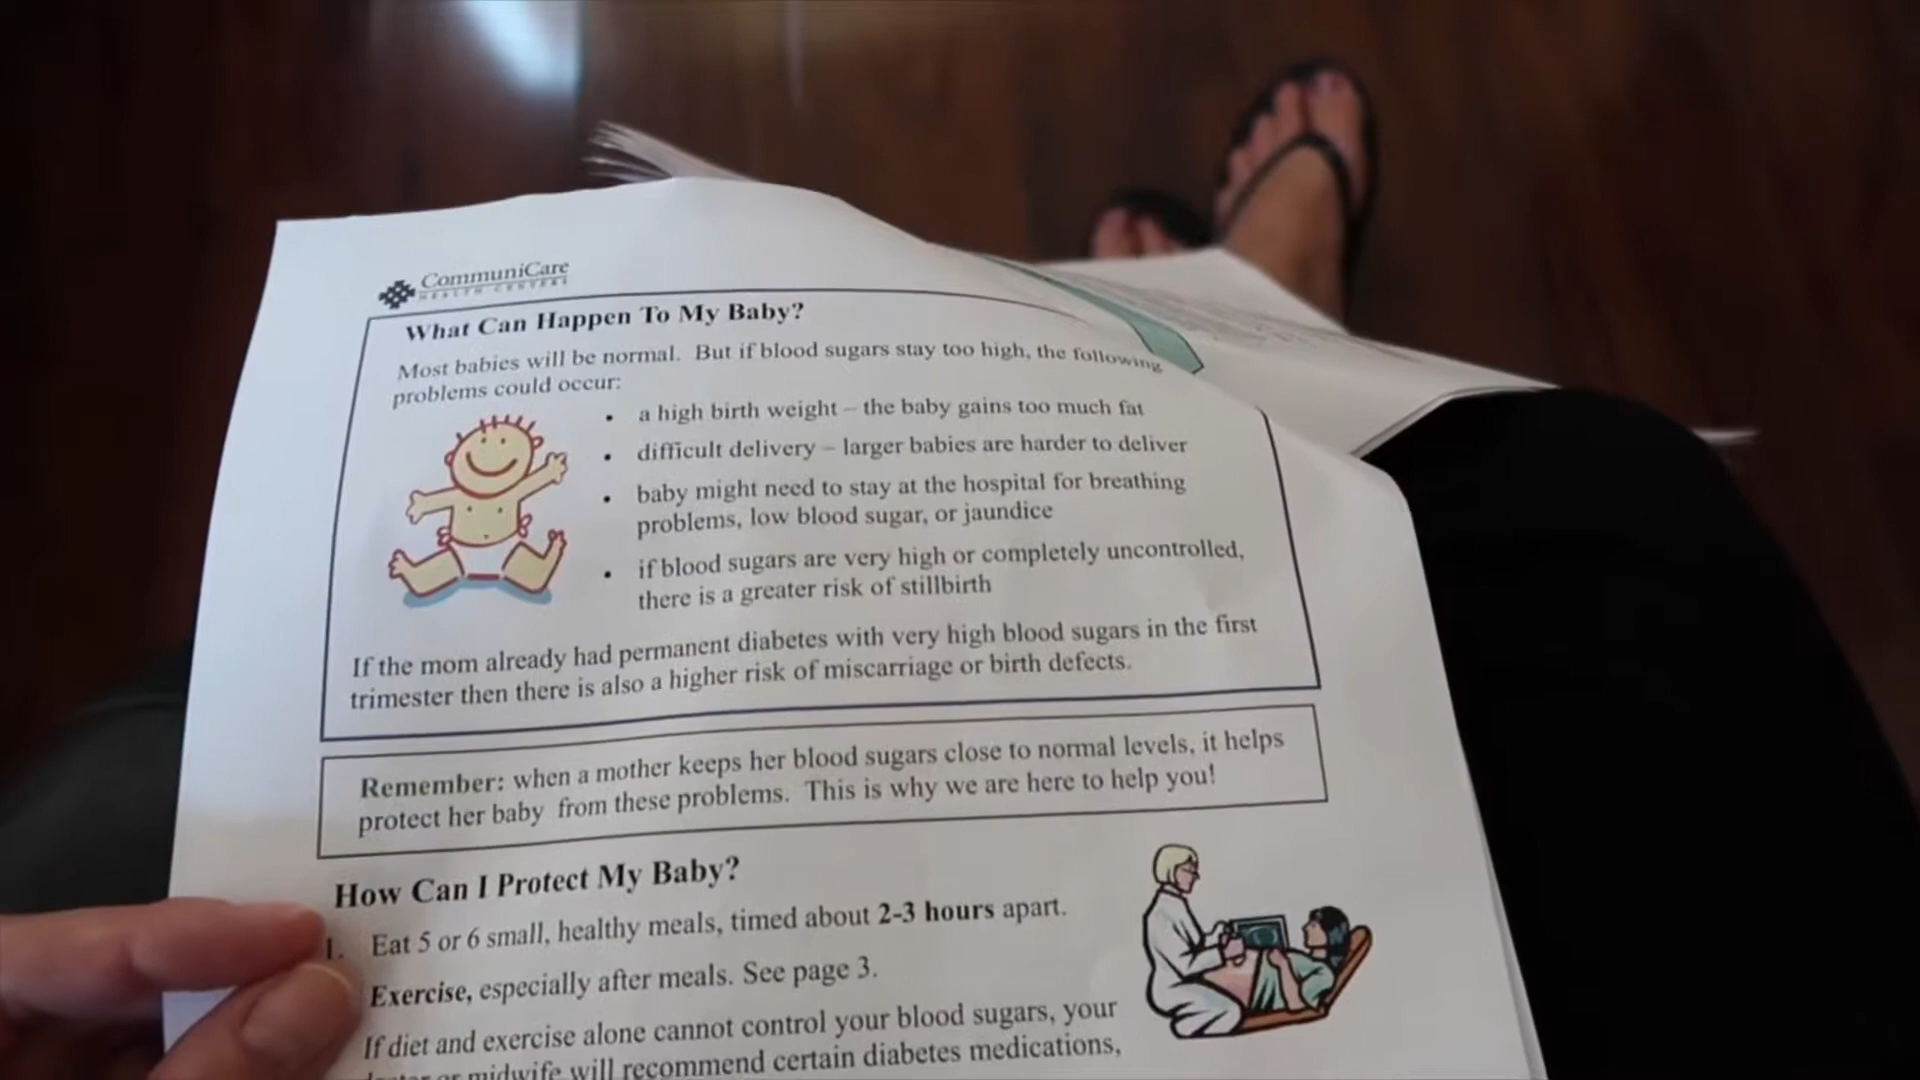 CommuniCare
HEALTH CENTERS
What Can Happen To My Baby?
Most babies will be normal.  But if blood sugars stay too high, the following
problems could occur:
• a high birth weight – the baby gains too much fat
• difficult delivery – larger babies are harder to deliver
• baby might need to stay at the hospital for breathing
problems, low blood sugar, or jaundice
• if blood sugars are very high or completely uncontrolled,
there is a greater risk of stillbirth
If the mom already had permanent diabetes with very high blood sugars in the first
trimester then there is also a higher risk of miscarriage or birth defects.
Remember: when a mother keeps her blood sugars close to normal levels, it helps
protect her baby  from these problems.  This is why we are here to help you!
How Can I Protect My Baby?
1. Eat 5 or 6 small, healthy meals, timed about 2-3 hours apart.
Exercise, especially after meals. See page 3.
If diet and exercise alone cannot control your blood sugars, your
or midwife will recommend certain diabetes medications,